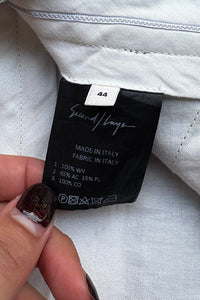 44
Second/Layer
MADE IN ITALY
FABRIC IN ITALY
1 100% WV
2 65% AC 35% PL
3 100% CO